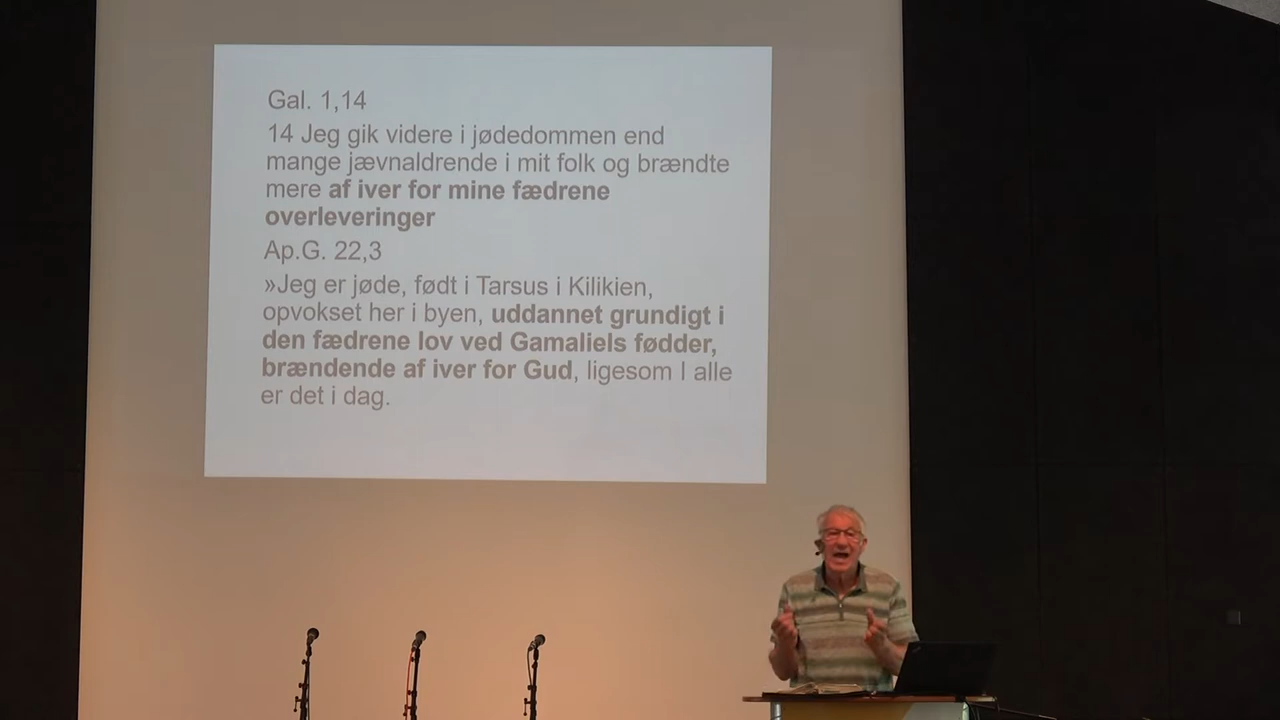 Gal. 1,14
14 Jeg gik videre i jødedommen end
mange jævnaldrende i mit folk og brændte
mere af iver for mine fædrene
overleveringer
Ap.G. 22,3
»Jeg er jøde, født i Tarsus i Kilikien,
opvokset her i byen, uddannet grundigt i
den fædrene lov ved Gamaliels fødder,
brændende af iver for Gud, ligesom I alle
er det i dag.